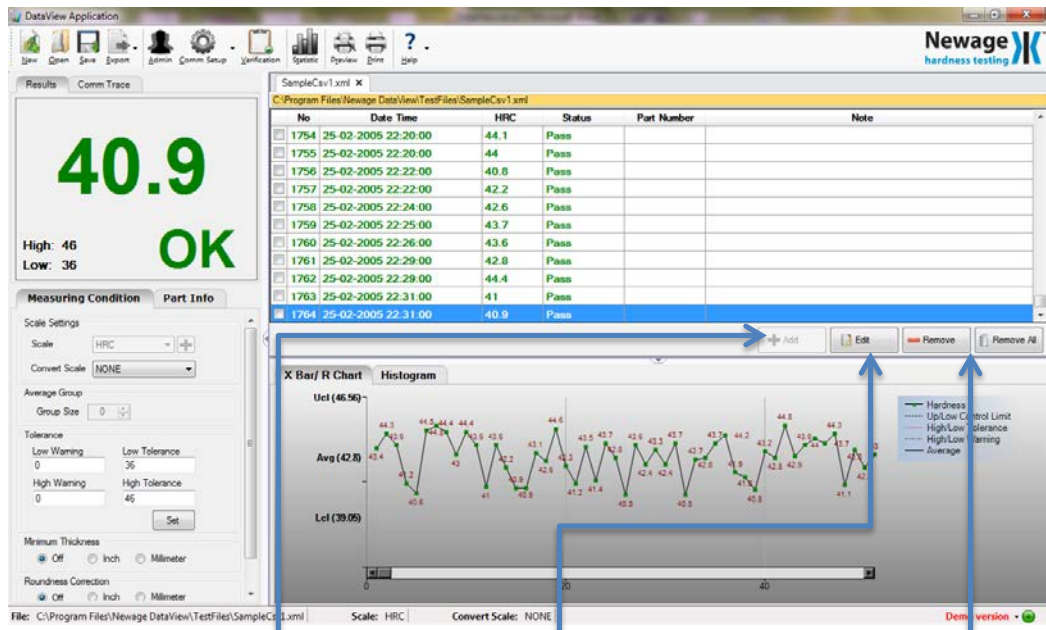 DataView Application
New Open Save Export Admin Comm Setup Verification Statistic Preview Print Help
Newage
hardness testing
Results Comm Trace
40.9
High: 46
Low: 36
OK
Measuring Condition Part Info
Scale Settings
Scale HRC
Convert Scale NONE
Average Group
Group Size 0
Tolerance
Low Warning Low Tolerance
0 36
High Warning High Tolerance
0 46
Set
Minimum Thickness
Off Inch Milimeter
Roundness Correction
Off Inch Milimeter
SampleCsv1.xml
C:\Program Files\Newage DataView\TestFiles\SampleCsv1.xml
No Date Time HRC Status Part Number Note
1754 25-02-2005 22:20:00 44.1 Pass
1755 25-02-2005 22:20:00 44 Pass
1756 25-02-2005 22:22:00 40.8 Pass
1757 25-02-2005 22:22:00 42.2 Pass
1758 25-02-2005 22:24:00 42.6 Pass
1759 25-02-2005 22:25:00 43.7 Pass
1760 25-02-2005 22:26:00 43.6 Pass
1761 25-02-2005 22:29:00 42.8 Pass
1762 25-02-2005 22:29:00 44.4 Pass
1763 25-02-2005 22:31:00 41 Pass
1764 25-02-2005 22:31:00 40.9 Pass
Add Edit Remove Remove All
X Bar/ R Chart Histogram
Ucl (46.56)
Avg (42.8)
Lcl (39.05)
0 20 40
Hardness
Up/Low Control Limit
High/Low Tolerance
High/Low Warning
Average
File: C:\Program Files\Newage DataView\TestFiles\SampleCsv1.xml Scale: HRC Convert Scale: NONE Demo version